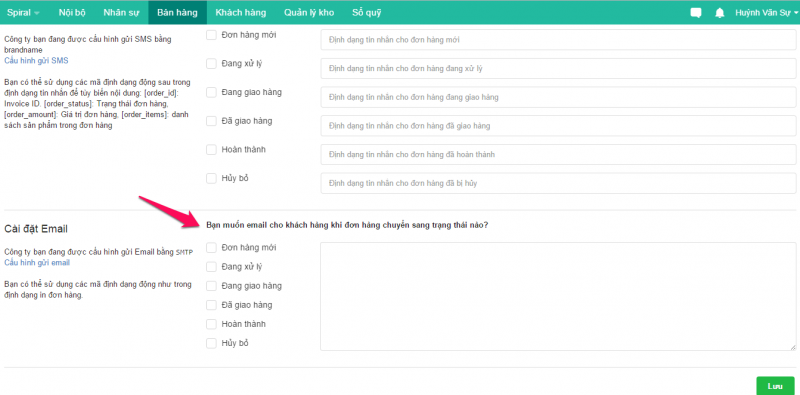 Spiral Nội bộ Nhân sự Bán hàng Khách hàng Quản lý kho Sổ quỹ Huỳnh Văn Sự
Công ty bạn đang được cấu hình gửi SMS bằng
brandname
Cấu hình gửi SMS
Bạn có thể sử dụng các mã định dạng động sau trong
định dạng tin nhắn để tùy biến nội dung: [order_id]:
Invoice ID. [order_status]: Trạng thái đơn hàng,
[order_amount]: Giá trị đơn hàng, [order_items]: danh
sách sản phẩm trong đơn hàng
Đơn hàng mới Định dạng tin nhắn cho đơn hàng mới
Đang xử lý Định dạng tin nhắn cho đơn hàng đang xử lý
Đang giao hàng Định dạng tin nhắn cho đơn hàng đang giao hàng
Đã giao hàng Định dạng tin nhắn cho đơn hàng đã giao hàng
Hoàn thành Định dạng tin nhắn cho đơn hàng đã hoàn thành
Hủy bỏ Định dạng tin nhắn cho đơn hàng đã bị hủy
Cài đặt Email
Công ty bạn đang được cấu hình gửi Email bằng SMTP
Cấu hình gửi email
Bạn có thể sử dụng các mã định dạng động như trong
định dạng in đơn hàng.
Bạn muốn email cho khách hàng khi đơn hàng chuyển sang trạng thái nào?
Đơn hàng mới
Đang xử lý
Đang giao hàng
Đã giao hàng
Hoàn thành
Hủy bỏ
Lưu